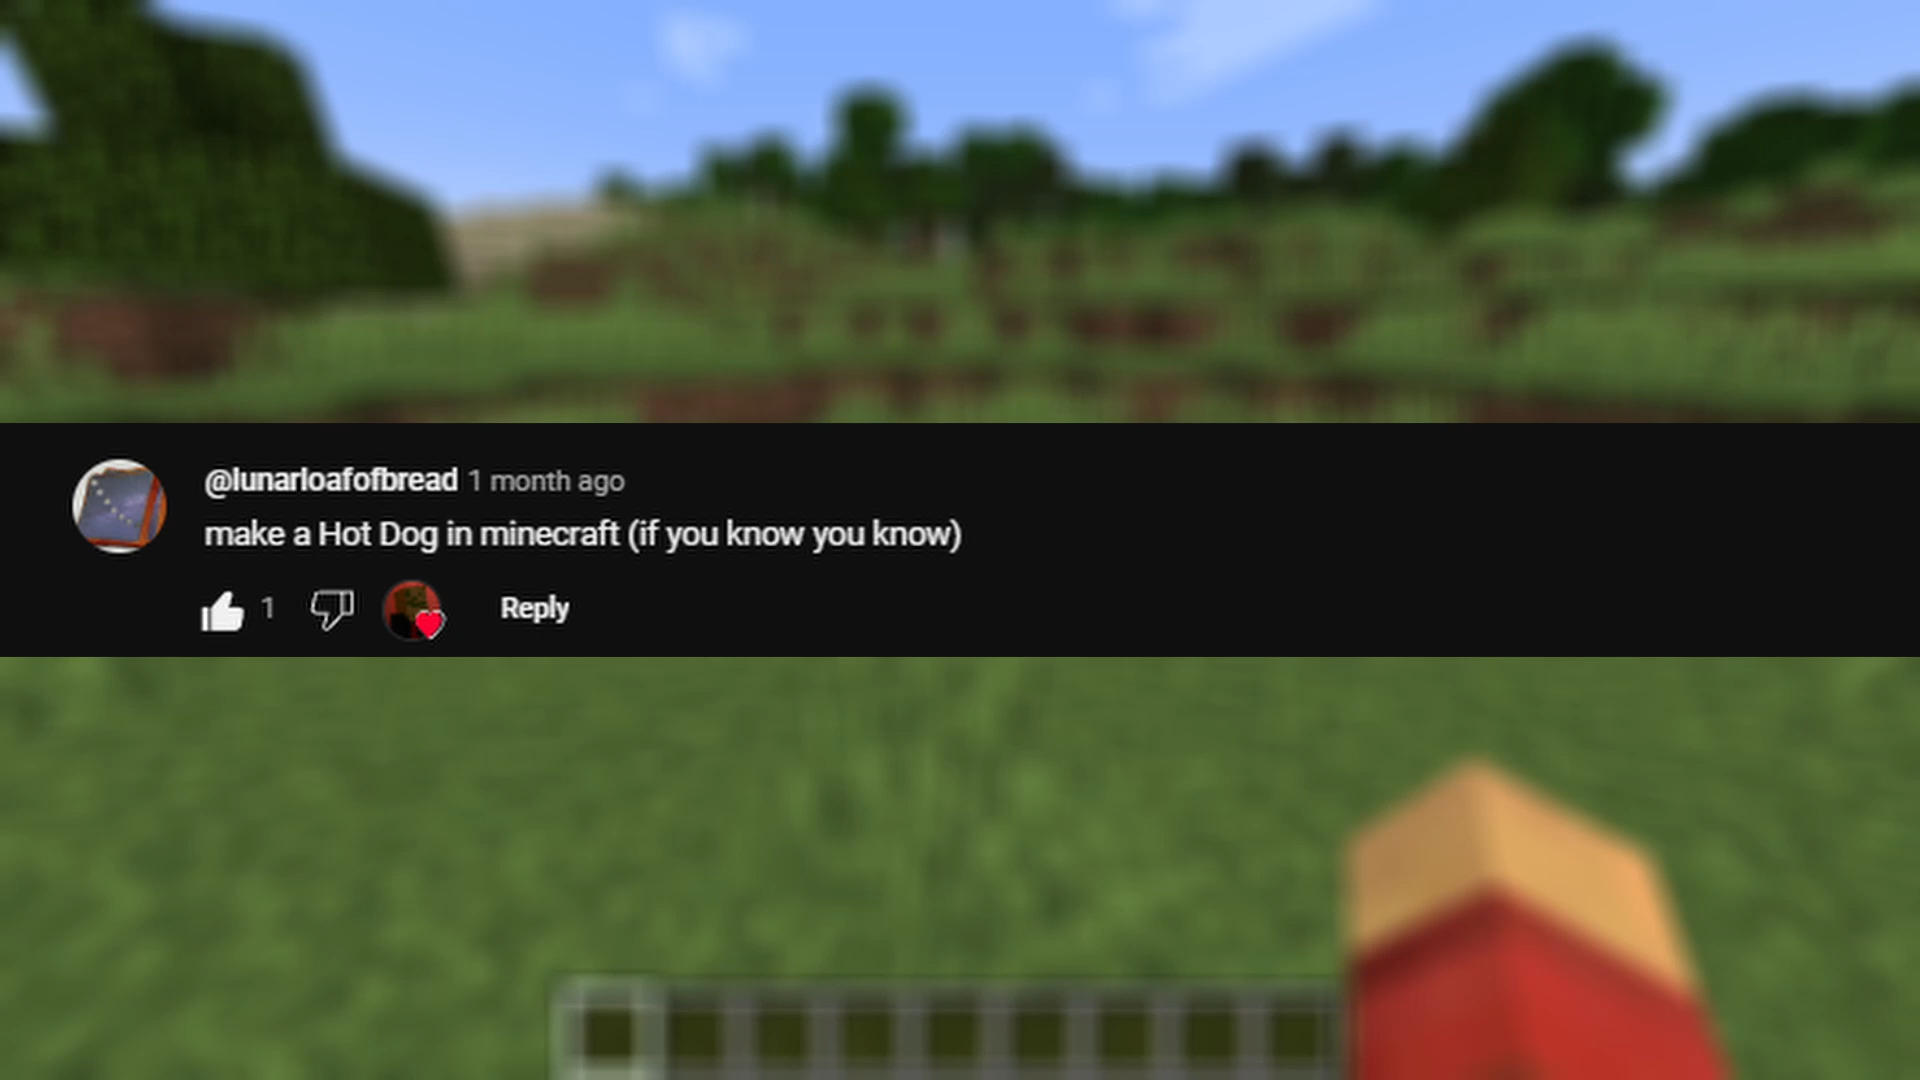 @lunarloafofbread 1 month ago
make a Hot Dog in minecraft (if you know you know)
1 Reply